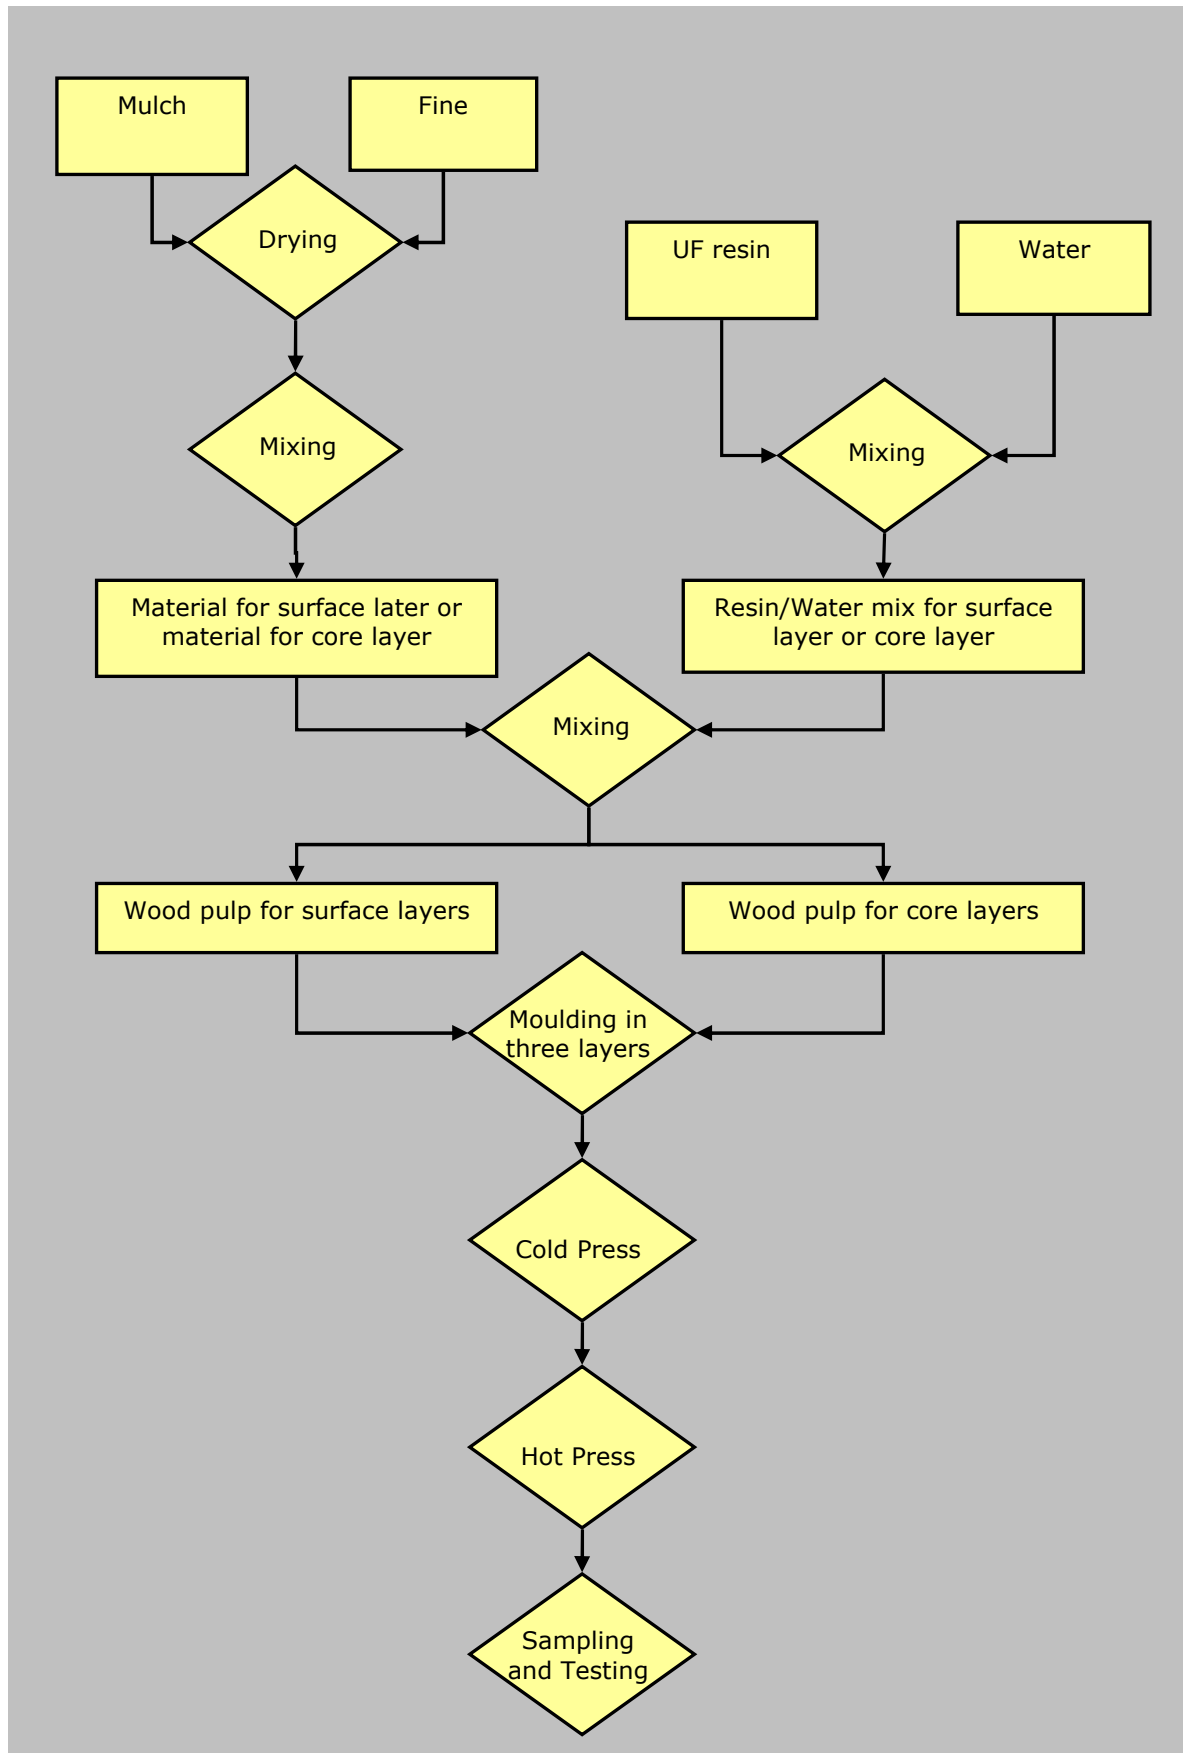 Mulch
Fine
Drying
UF resin
Water
Mixing
Mixing
Material for surface later or
material for core layer
Resin/Water mix for surface
layer or core layer
Mixing
Wood pulp for surface layers
Wood pulp for core layers
Moulding in
three layers
Cold Press
Hot Press
Sampling
and Testing